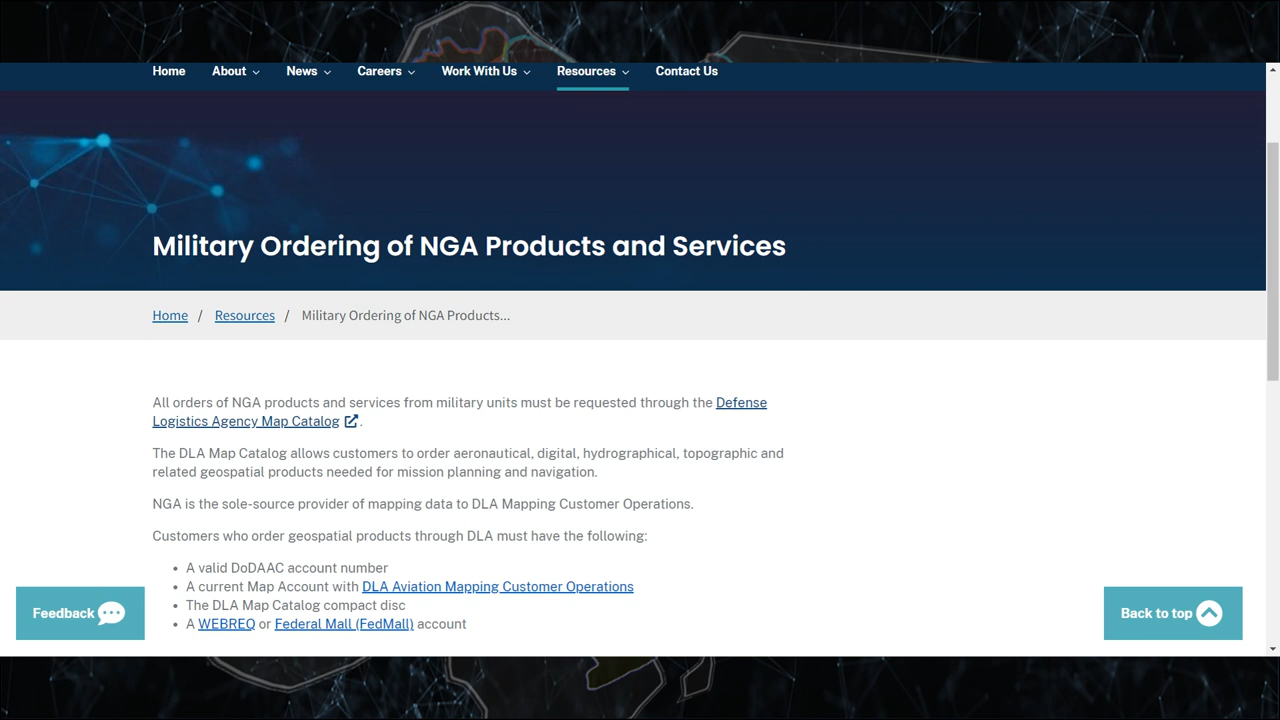 Home About News Careers Work With Us Resources Contact Us
Military Ordering of NGA Products and Services
Home / Resources / Military Ordering of NGA Products...
All orders of NGA products and services from military units must be requested through the Defense
Logistics Agency Map Catalog .
The DLA Map Catalog allows customers to order aeronautical, digital, hydrographical, topographic and
related geospatial products needed for mission planning and navigation.
NGA is the sole-source provider of mapping data to DLA Mapping Customer Operations.
Customers who order geospatial products through DLA must have the following:
• A valid DoDAAC account number
• A current Map Account with DLA Aviation Mapping Customer Operations
• The DLA Map Catalog compact disc
• A WEBREQ or Federal Mall (FedMall) account
Feedback
Back to top